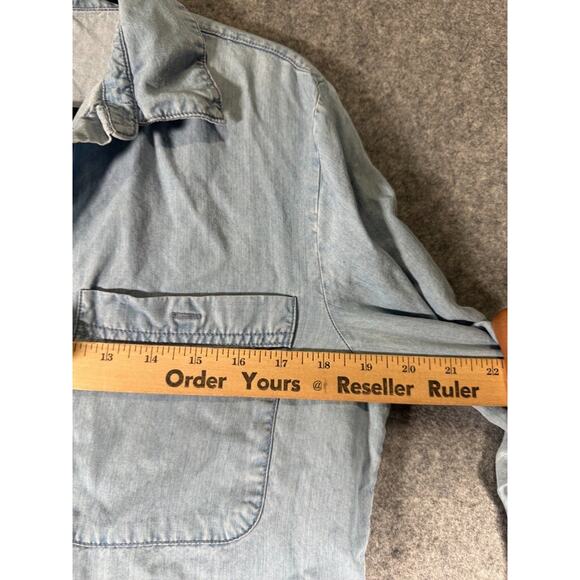 13 14 15 16 17 18 19 20 21 22
Order Yours @ Reseller Ruler